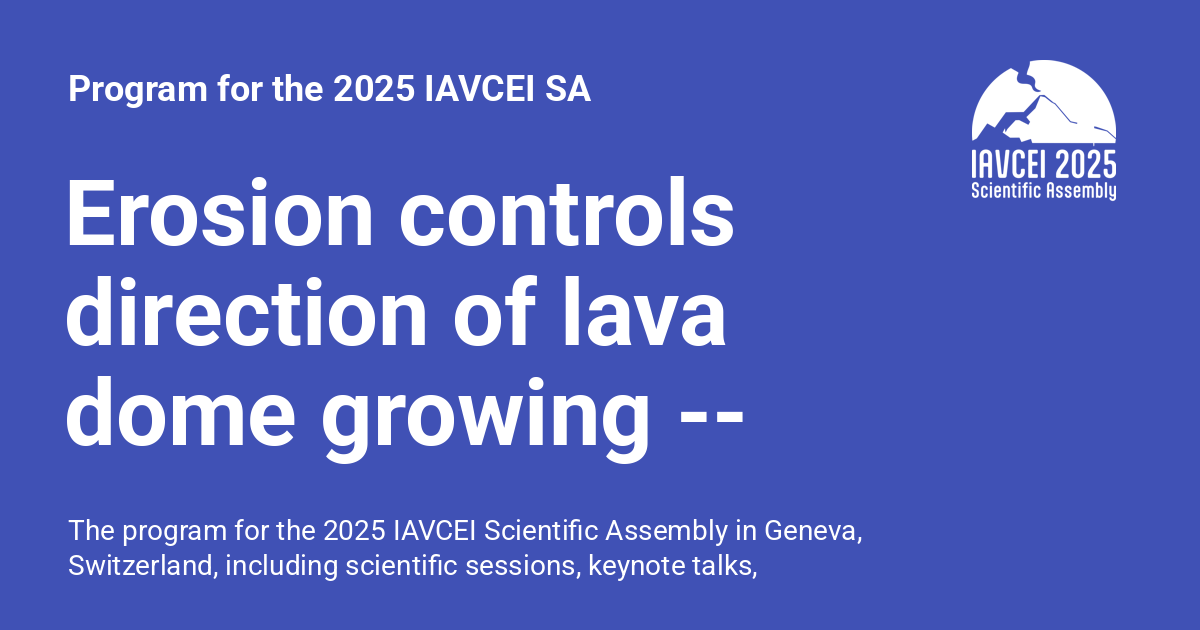 Program for the 2025 IAVCEI SA
IAVCEI 2025
Scientific Assembly
Erosion controls
direction of lava
dome growing --
The program for the 2025 IAVCEI Scientific Assembly in Geneva,
Switzerland, including scientific sessions, keynote talks,